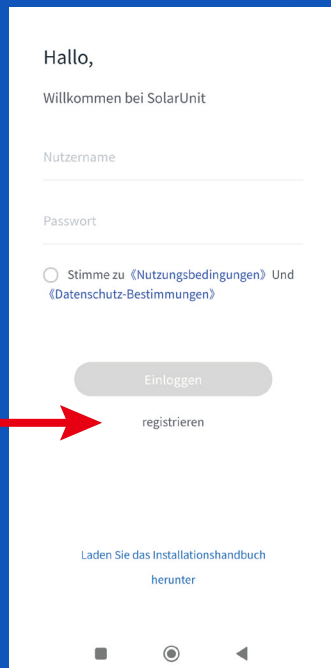 Hallo,
Willkommen bei SolarUnit
Nutzername
Passwort
Stimme zu《Nutzungsbedingungen》Und
《Datenschutz-Bestimmungen》
Einloggen
registrieren
Laden Sie das Installationshandbuch
herunter